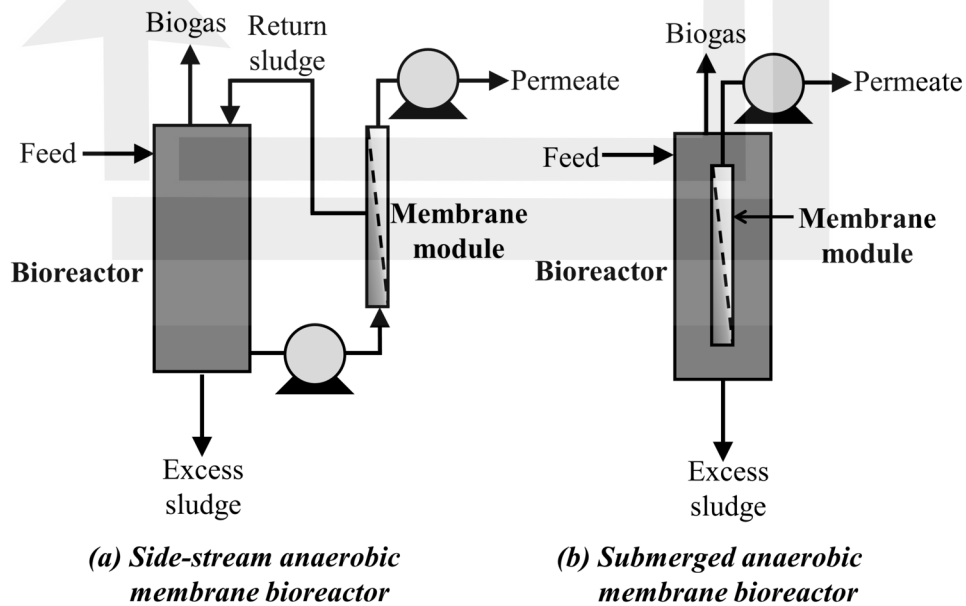 Biogas
Return
sludge
Permeate
Feed
Membrane
module
Bioreactor
Excess
sludge
(a) Side-stream anaerobic
membrane bioreactor
Biogas
Permeate
Feed
Membrane
module
Bioreactor
Excess
sludge
(b) Submerged anaerobic
membrane bioreactor